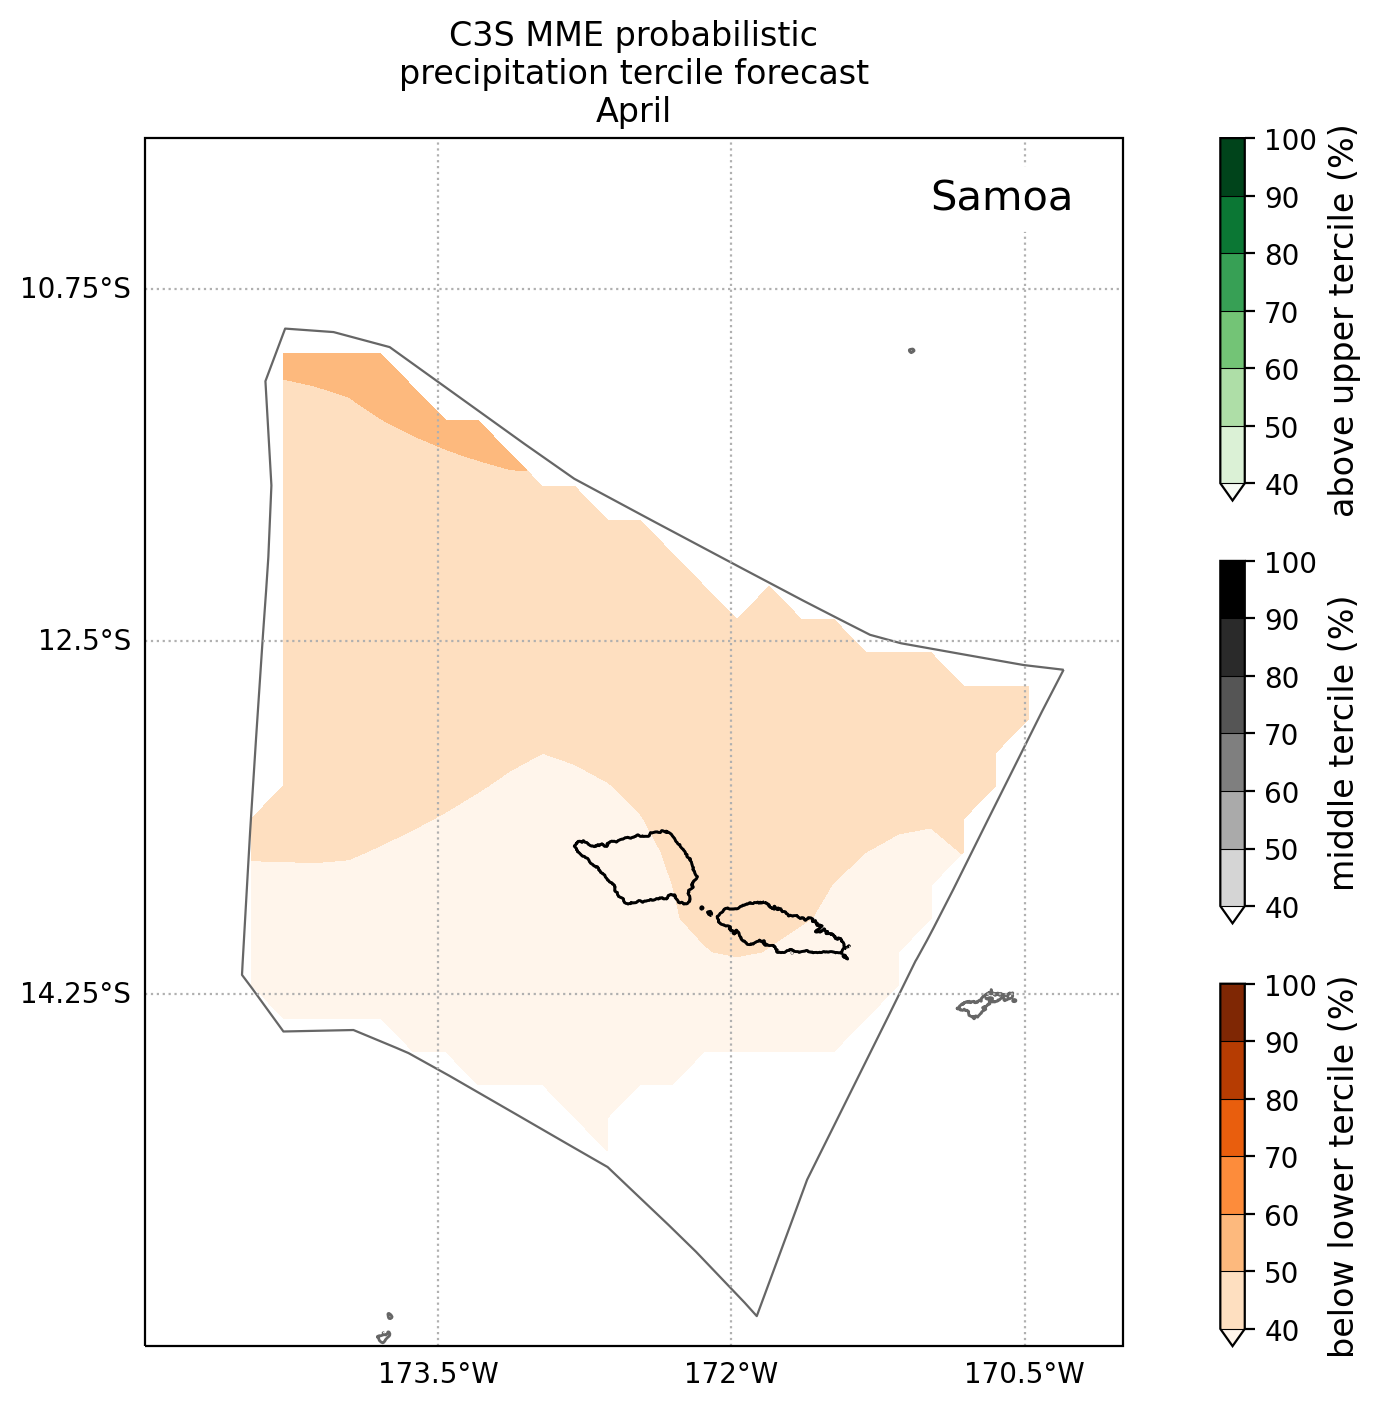 C3S MME probabilistic
precipitation tercile forecast
April
Samoa
10.75°S
12.5°S
14.25°S
173.5°W
172°W
170.5°W
100
90
80
70
60
50
40
above upper tercile (%)
100
90
80
70
60
50
40
middle tercile (%)
100
90
80
70
60
50
40
below lower tercile (%)